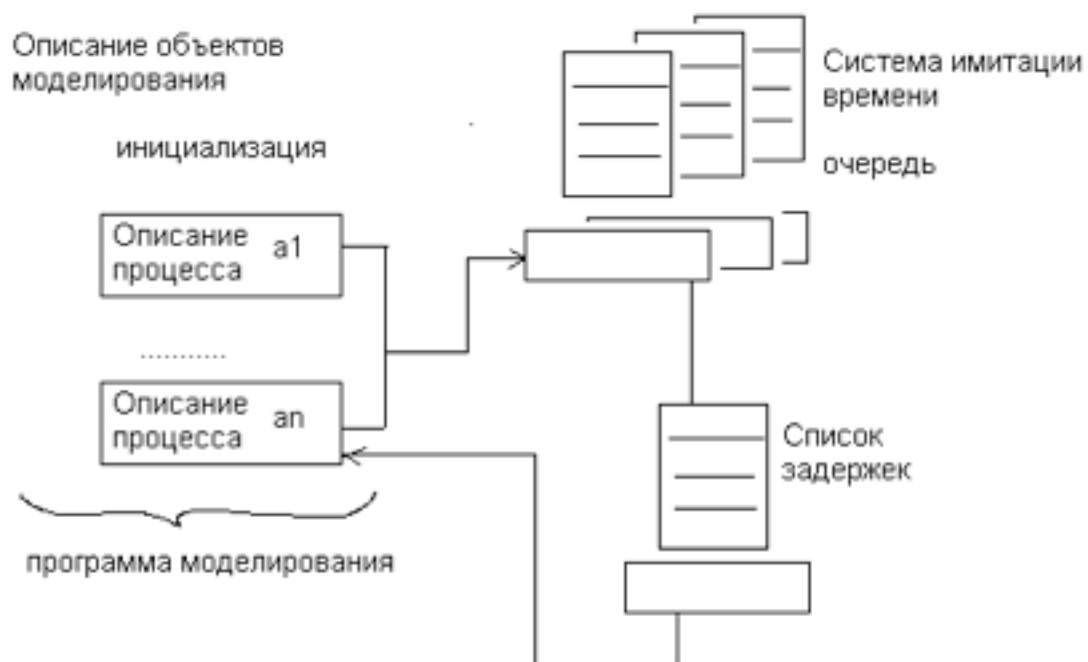 Описание объектов
моделирования
Система имитации
времени
инициализация
очередь
Описание
процесса
a1
............
Описание
процесса
an
Список
задержек
программа моделирования